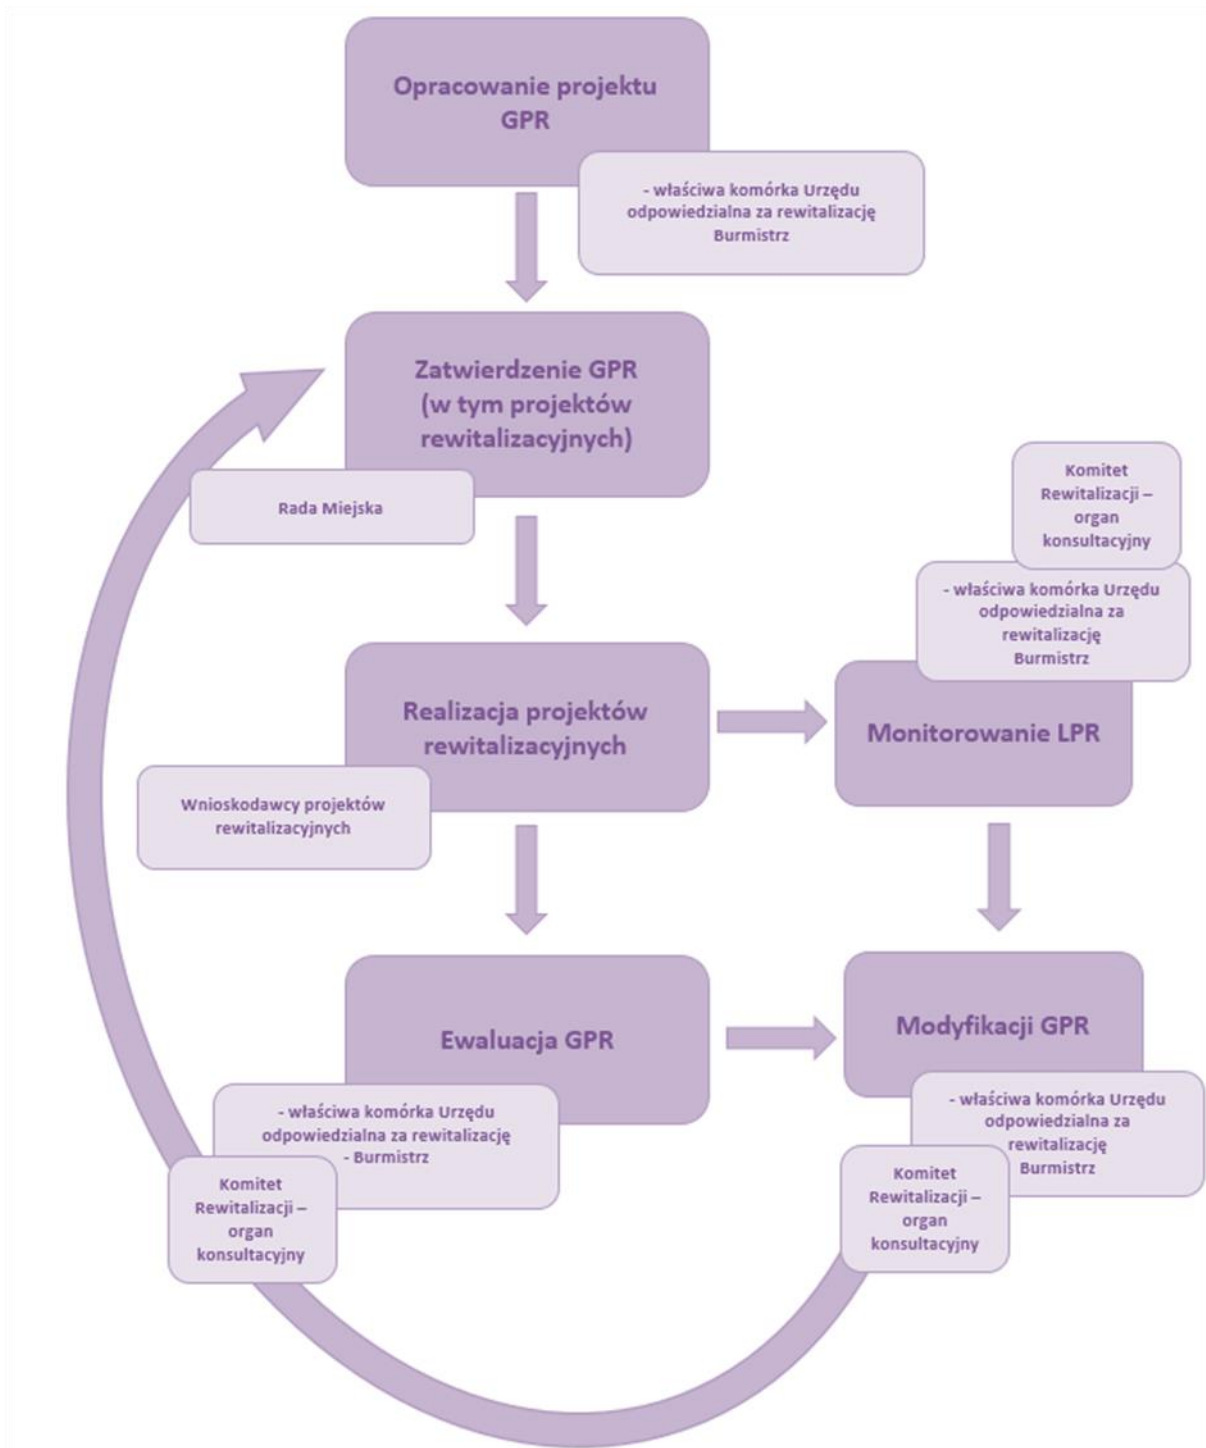 Opracowanie projektu
GPR
- właściwa komórka Urzędu
odpowiedzialna za rewitalizację
Burmistrz
Zatwierdzenie GPR
(w tym projektów
rewitalizacyjnych)
Rada Miejska
Komitet
Rewitalizacji –
organ
konsultacyjny
- właściwa komórka Urzędu
odpowiedzialna za
rewitalizację
Burmistrz
Realizacja projektów
rewitalizacyjnych
Monitorowanie LPR
Wnioskodawcy projektów
rewitalizacyjnych
Ewaluacja GPR
Modyfikacji GPR
- właściwa komórka Urzędu
odpowiedzialna za rewitalizację
- Burmistrz
Komitet
Rewitalizacji –
organ
konsultacyjny
- właściwa komórka Urzędu
odpowiedzialna za
rewitalizację
Burmistrz
Komitet
Rewitalizacji –
organ
konsultacyjny